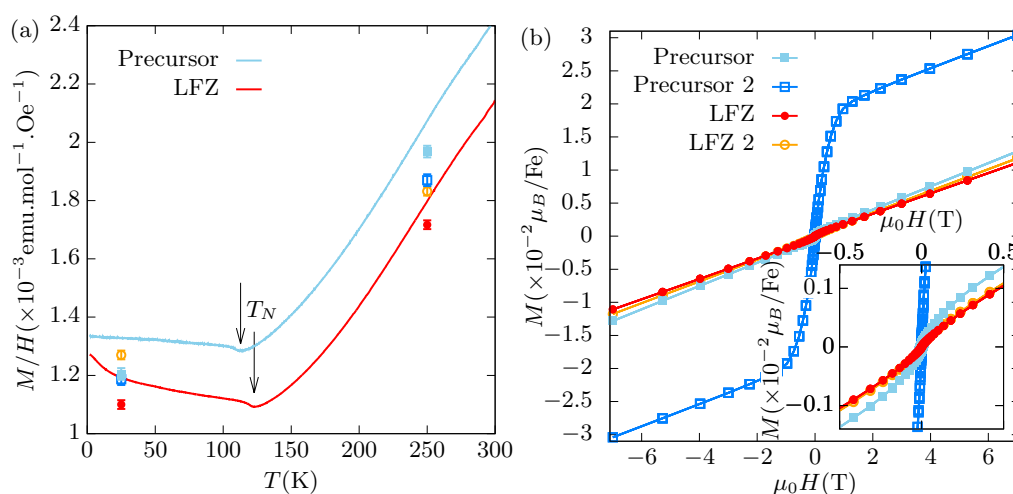 (a)
Precursor
LFZ
T_N
M/H(×10⁻³emu.mol⁻¹.Oe⁻¹)
2.4
2.2
2
1.8
1.6
1.4
1.2
1
0 50 100 150 200 250 300
T(K)
(b)
Precursor
Precursor 2
LFZ
LFZ 2
M(×10⁻²μ_B/Fe)
3
2.5
2
1.5
1
0.5
0
−0.5
−1
−1.5
−2
−2.5
−3
−6 −4 −2 0 2 4 6
μ₀H(T)
μ₀H(T)
−0.5 0 0.5
M(×10⁻²μ_B/Fe)
0.1
0
−0.1